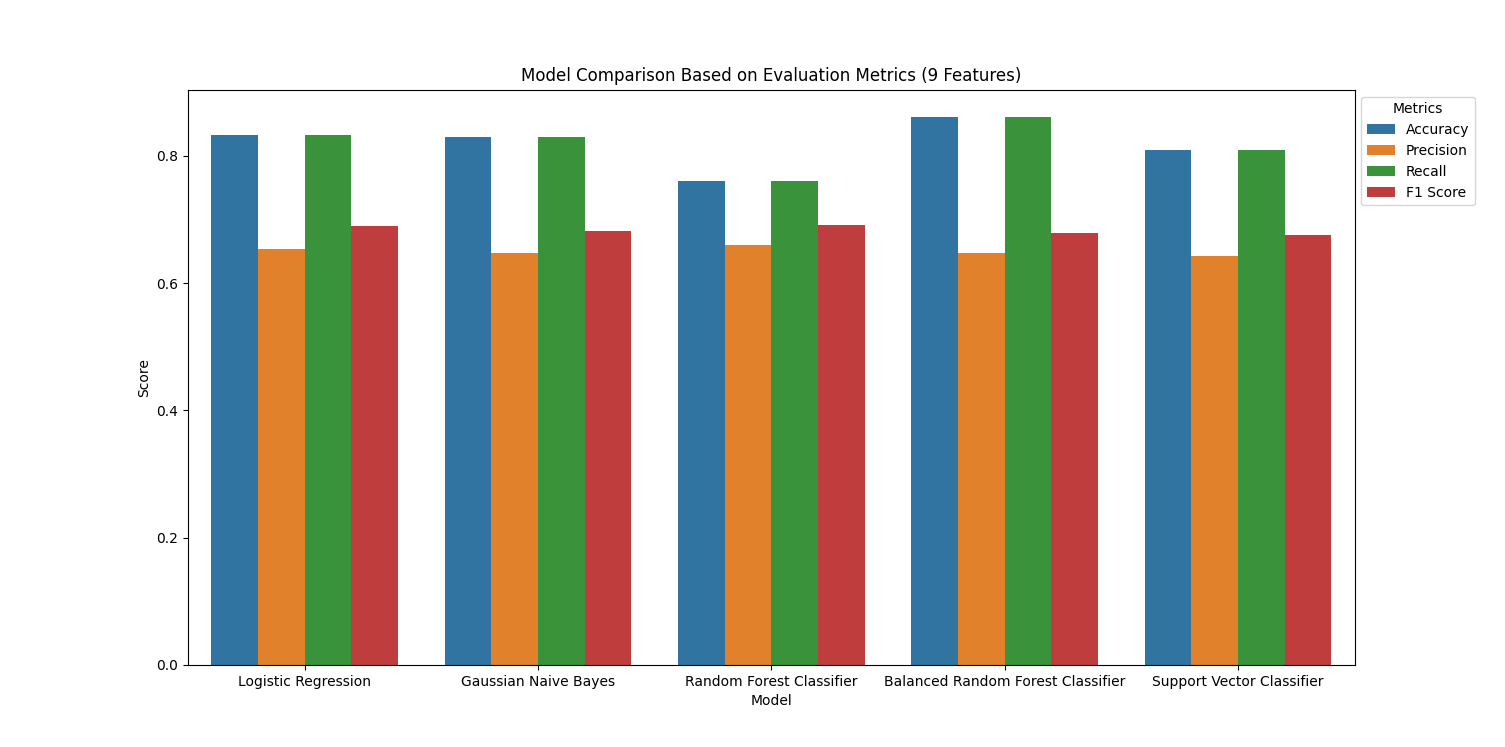 Model Comparison Based on Evaluation Metrics (9 Features)
Metrics
Accuracy
Precision
Recall
F1 Score
Score
0.8
0.6
0.4
0.2
0.0
Logistic Regression Gaussian Naive Bayes Random Forest Classifier Balanced Random Forest Classifier Support Vector Classifier
Model